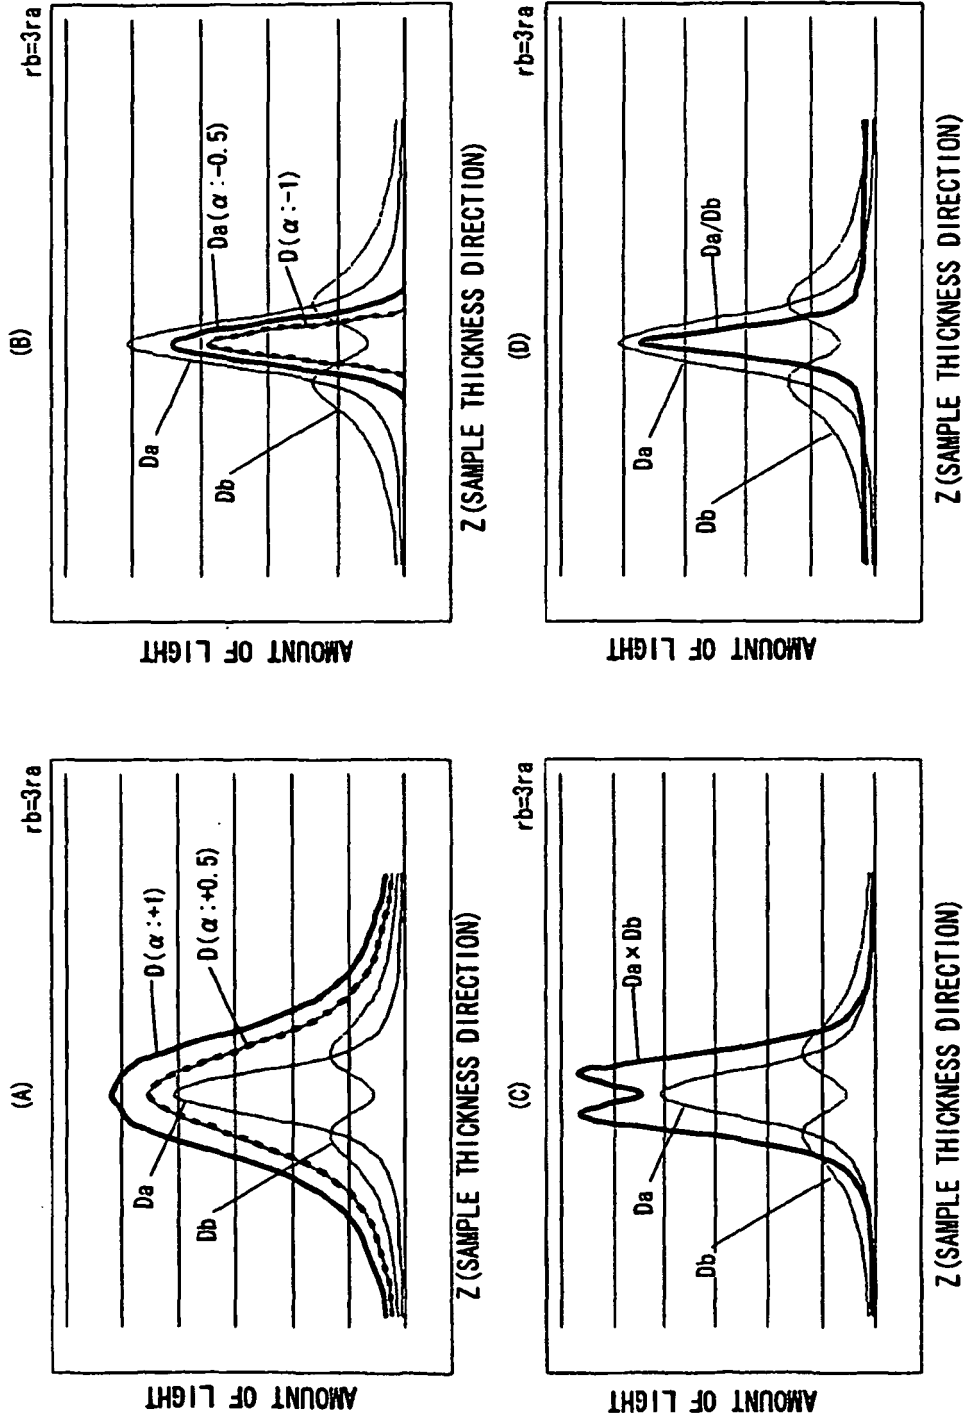 (A)
rb=3ra
D(α:+1)
D(α:+0.5)
Da
Db
AMOUNT OF LIGHT
Z(SAMPLE THICKNESS DIRECTION)
(B)
rb=3ra
Da(α:-0.5)
D(α:-1)
Da
Db
AMOUNT OF LIGHT
Z(SAMPLE THICKNESS DIRECTION)
(C)
rb=3ra
Da×Db
Da
Db
AMOUNT OF LIGHT
Z(SAMPLE THICKNESS DIRECTION)
(D)
rb=3ra
Da/Db
Da
Db
AMOUNT OF LIGHT
Z(SAMPLE THICKNESS DIRECTION)